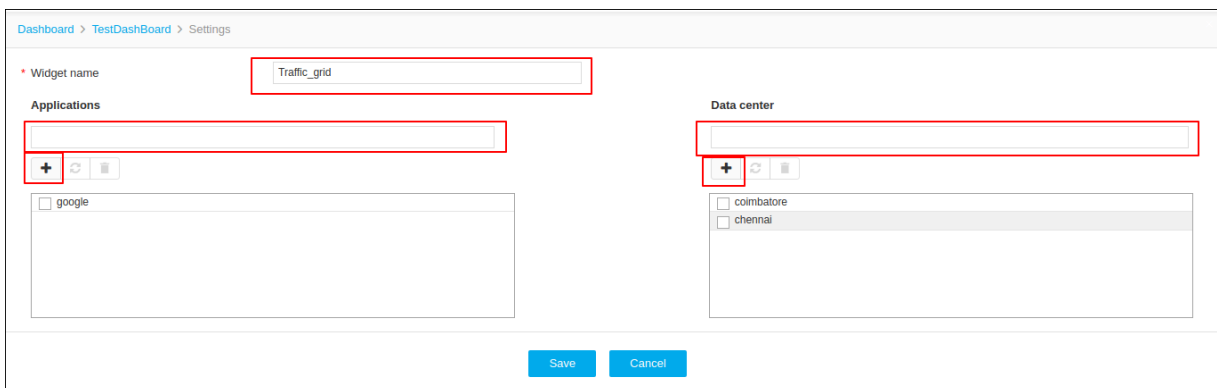 Dashboard > TestDashBoard > Settings
* Widget name
Traffic_grid
Applications
Data center
google
coimbatore
chennai
Save
Cancel